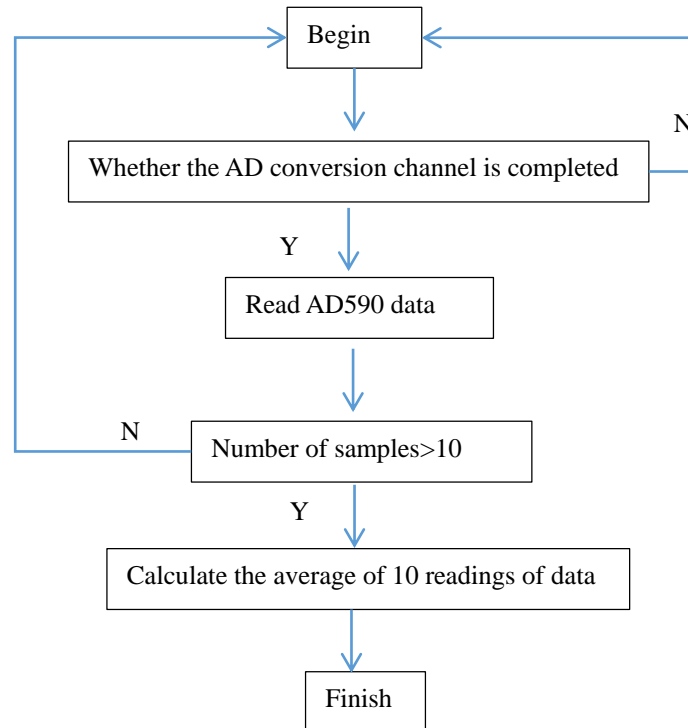 Begin
N
Whether the AD conversion channel is completed
Y
Read AD590 data
N
Number of samples>10
Y
Calculate the average of 10 readings of data
Finish